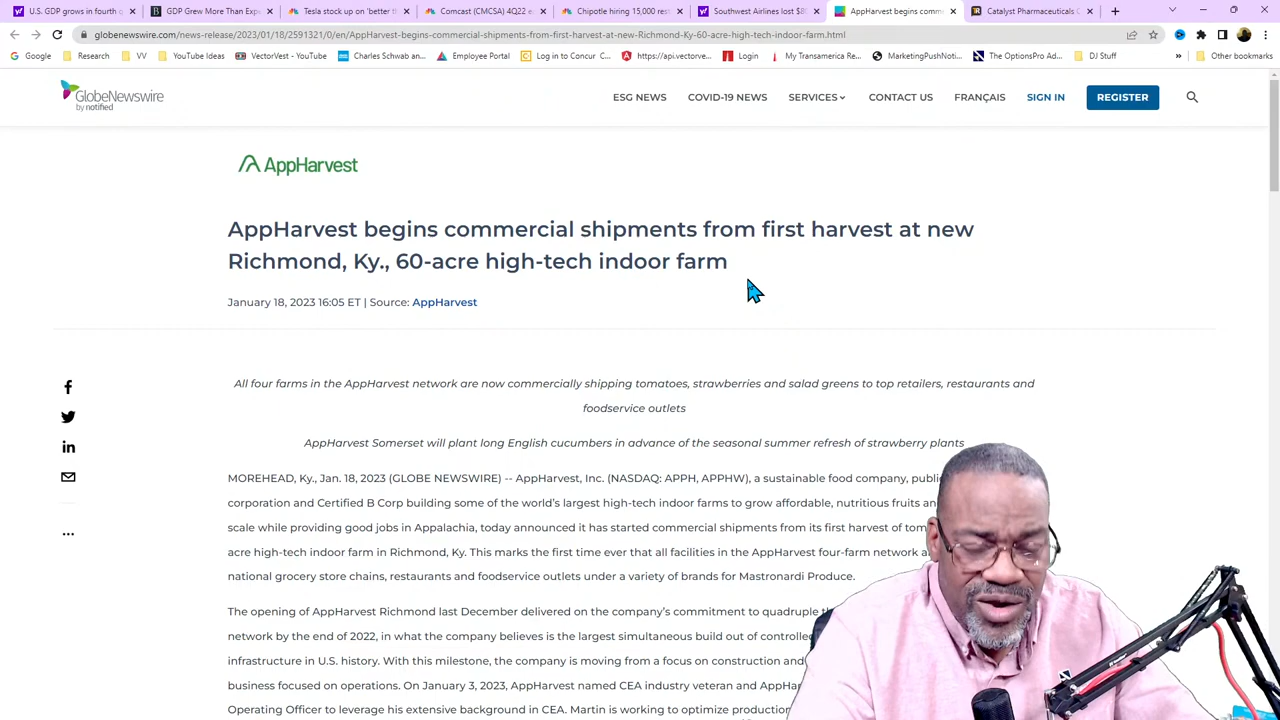 U.S. GDP grows in fourth q
GDP Grew More Than Expe
Tesla stock up on 'better th
Comcast (CMCSA) 4Q22 e
Chipotle hiring 15,000 rest
Southwest Airlines lost $80
AppHarvest begins comme
Catalyst Pharmaceuticals C
globenewswire.com/news-release/2023/01/18/2591321/0/en/AppHarvest-begins-commercial-shipments-from-first-harvest-at-new-Richmond-Ky-60-acre-high-tech-indoor-farm.html
Google Research VV YouTube Ideas VectorVest - YouTube Charles Schwab an... Employee Portal Log in to Concur C... https://api.vectorve... Login My Transamerica Re... MarketingPushNoti... The OptionsPro Ad... DJ Stuff » Other bookmarks
GlobeNewswire
by notified
ESG NEWS COVID-19 NEWS SERVICES CONTACT US FRANÇAIS SIGN IN REGISTER
AppHarvest
AppHarvest begins commercial shipments from first harvest at new
Richmond, Ky., 60-acre high-tech indoor farm
January 18, 2023 16:05 ET | Source: AppHarvest
All four farms in the AppHarvest network are now commercially shipping tomatoes, strawberries and salad greens to top retailers, restaurants and
foodservice outlets
AppHarvest Somerset will plant long English cucumbers in advance of the seasonal summer refresh of strawberry plants
MOREHEAD, Ky., Jan. 18, 2023 (GLOBE NEWSWIRE) -- AppHarvest, Inc. (NASDAQ: APPH, APPHW), a sustainable food company, publi
corporation and Certified B Corp building some of the world's largest high-tech indoor farms to grow affordable, nutritious fruits an
scale while providing good jobs in Appalachia, today announced it has started commercial shipments from its first harvest of tom
acre high-tech indoor farm in Richmond, Ky. This marks the first time ever that all facilities in the AppHarvest four-farm network a
national grocery store chains, restaurants and foodservice outlets under a variety of brands for Mastronardi Produce.
The opening of AppHarvest Richmond last December delivered on the company's commitment to quadruple th
network by the end of 2022, in what the company believes is the largest simultaneous build out of controlled
infrastructure in U.S. history. With this milestone, the company is moving from a focus on construction and
business focused on operations. On January 3, 2023, AppHarvest named CEA industry veteran and AppHa
Operating Officer to leverage his extensive background in CEA. Martin is working to optimize production